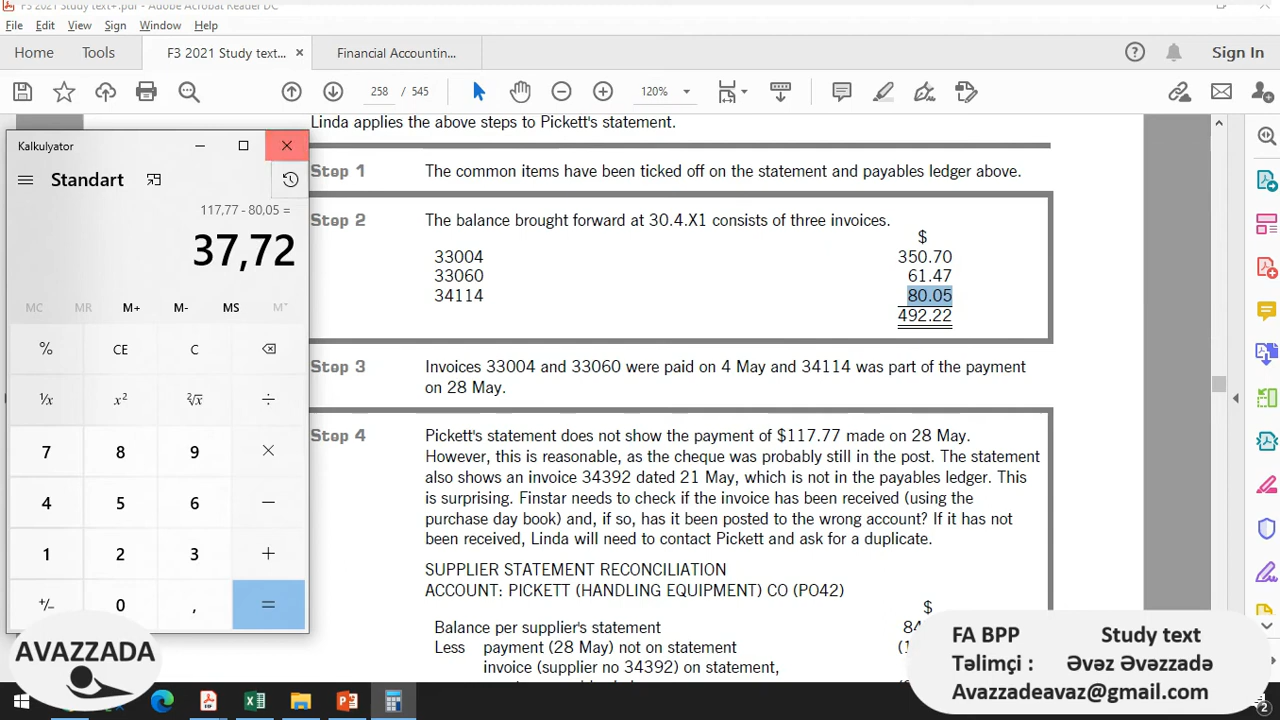 F3 2021 Study text+.pdf - Adobe Acrobat Reader DC
File Edit View Sign Window Help
Home Tools F3 2021 Study text... × Financial Accountin... Sign In
258 / 545 120%
Linda applies the above steps to Pickett's statement.
Kalkulyator
Standart
117,77 - 80,05 =
37,72
MC MR M+ M- MS M˅
% CE C
¹/x x² ²√x ÷
7 8 9 ×
4 5 6 −
1 2 3 +
+/− 0 , =
Step 1 The common items have been ticked off on the statement and payables ledger above.
Step 2 The balance brought forward at 30.4.X1 consists of three invoices.
$
33004 350.70
33060 61.47
34114 80.05
492.22
Step 3 Invoices 33004 and 33060 were paid on 4 May and 34114 was part of the payment
on 28 May.
Step 4 Pickett's statement does not show the payment of $117.77 made on 28 May.
However, this is reasonable, as the cheque was probably still in the post. The statement
also shows an invoice 34392 dated 21 May, which is not in the payables ledger. This
is surprising. Finstar needs to check if the invoice has been received (using the
purchase day book) and, if so, has it been posted to the wrong account? If it has not
been received, Linda will need to contact Pickett and ask for a duplicate.
SUPPLIER STATEMENT RECONCILIATION
ACCOUNT: PICKETT (HANDLING EQUIPMENT) CO (PO42)
$
Balance per supplier's statement
Less payment (28 May) not on statement
invoice (supplier no 34392) on statement,
AVAZZADA
FA BPP Study text
Təlimçi : Əvəz Əvəzzadə
Avazzadeavaz@gmail.com
2